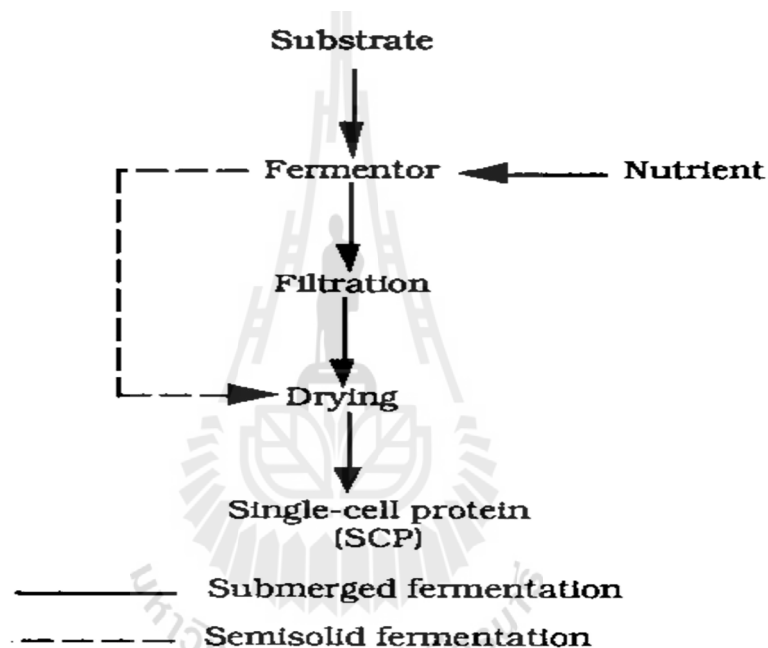 Substrate
Fermentor
Nutrient
Filtration
Drying
Single-cell protein
(SCP)
Submerged fermentation
Semisolid fermentation